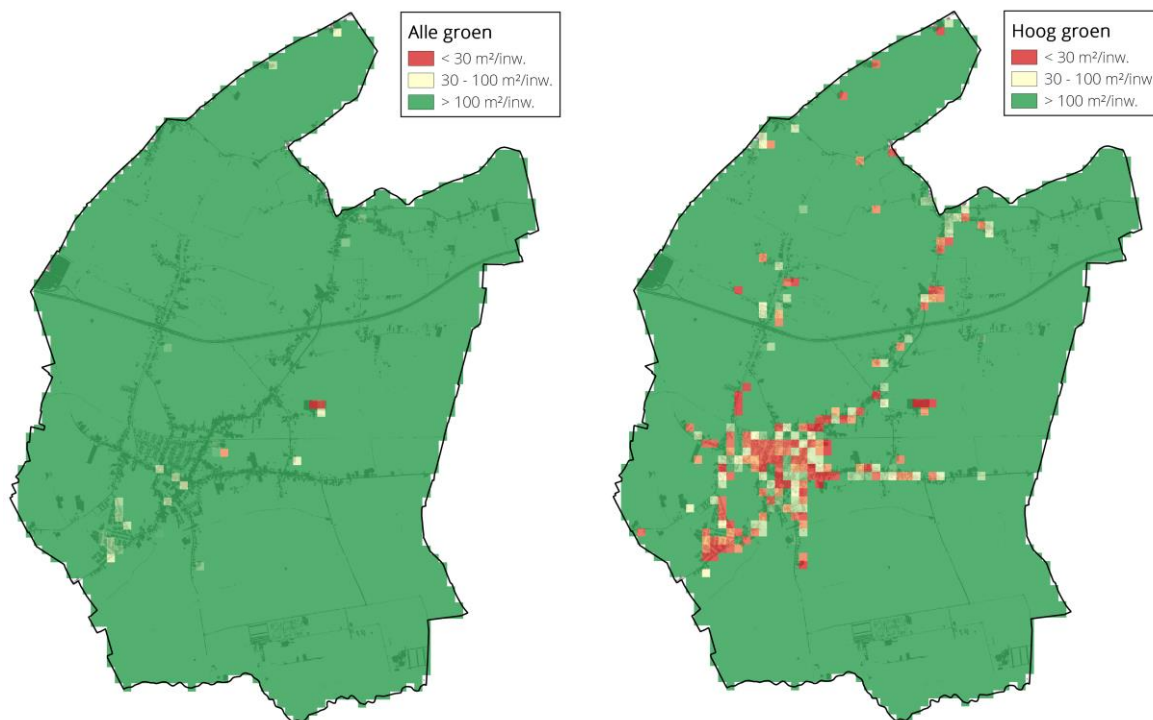 Alle groen
< 30 m²/inw.
30 - 100 m²/inw.
> 100 m²/inw.
Hoog groen
< 30 m²/inw.
30 - 100 m²/inw.
> 100 m²/inw.